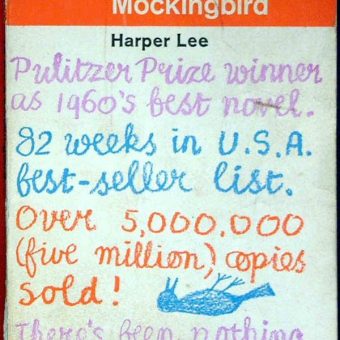 Mockingbird
Harper Lee
Pulitzer Prize winner
as 1960's best novel.
82 weeks in U.S.A.
best-seller list.
Over 5,000,000
(five million) copies
sold!
There's been nothing